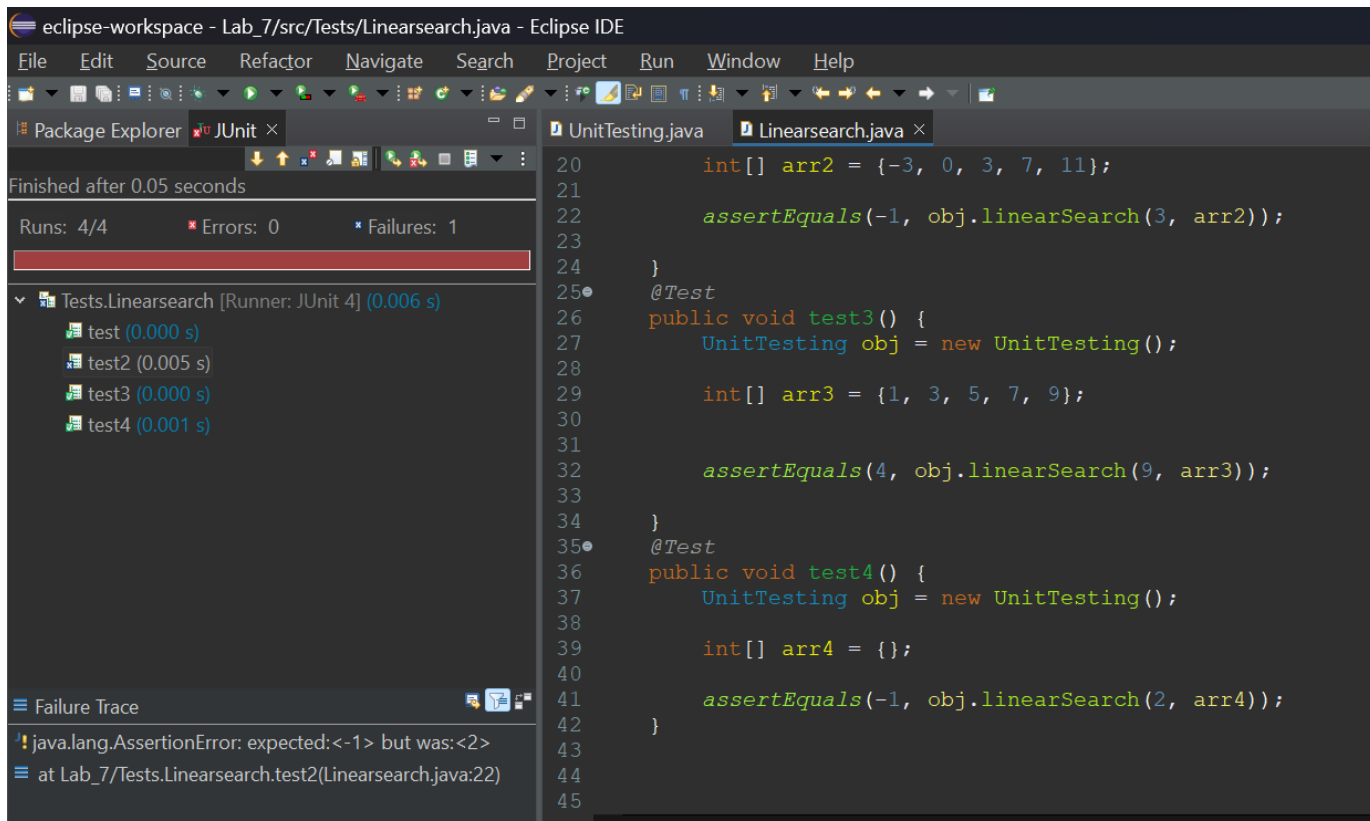 eclipse-workspace - Lab_7/src/Tests/Linearsearch.java - Eclipse IDE
File Edit Source Refactor Navigate Search Project Run Window Help
Package Explorer JUnit
Finished after 0.05 seconds
Runs: 4/4 Errors: 0 Failures: 1
Tests.Linearsearch [Runner: JUnit 4] (0.006 s)
test (0.000 s)
test2 (0.005 s)
test3 (0.000 s)
test4 (0.001 s)
Failure Trace
java.lang.AssertionError: expected:<-1> but was:<2>
at Lab_7/Tests.Linearsearch.test2(Linearsearch.java:22)
UnitTesting.java Linearsearch.java
20 int[] arr2 = {-3, 0, 3, 7, 11};
21
22 assertEquals(-1, obj.linearSearch(3, arr2));
23
24 }
25 @Test
26 public void test3() {
27 UnitTesting obj = new UnitTesting();
28
29 int[] arr3 = {1, 3, 5, 7, 9};
30
31
32 assertEquals(4, obj.linearSearch(9, arr3));
33
34 }
35 @Test
36 public void test4() {
37 UnitTesting obj = new UnitTesting();
38
39 int[] arr4 = {};
40
41 assertEquals(-1, obj.linearSearch(2, arr4));
42 }
43
44
45